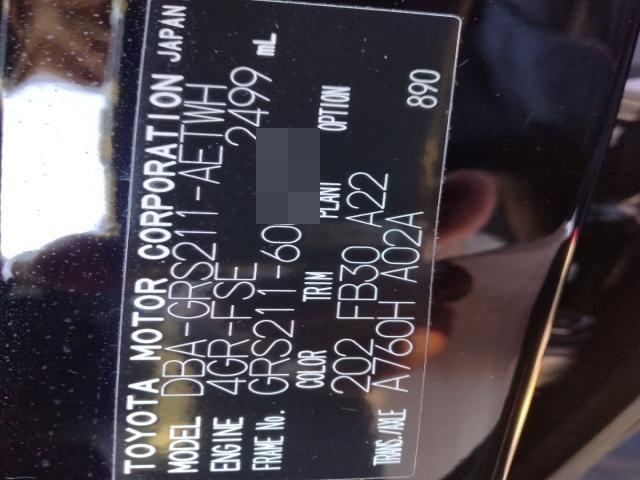 TOYOTA MOTOR CORPORATION JAPAN
MODEL DBA-GRS211-AETWH
ENGINE 4GR-FSE 2499 mL
FRAME No. GRS211-60
COLOR TRIM PLANT OPTION
202 FB30 A22
TRANS./AXLE A760H A02A
890